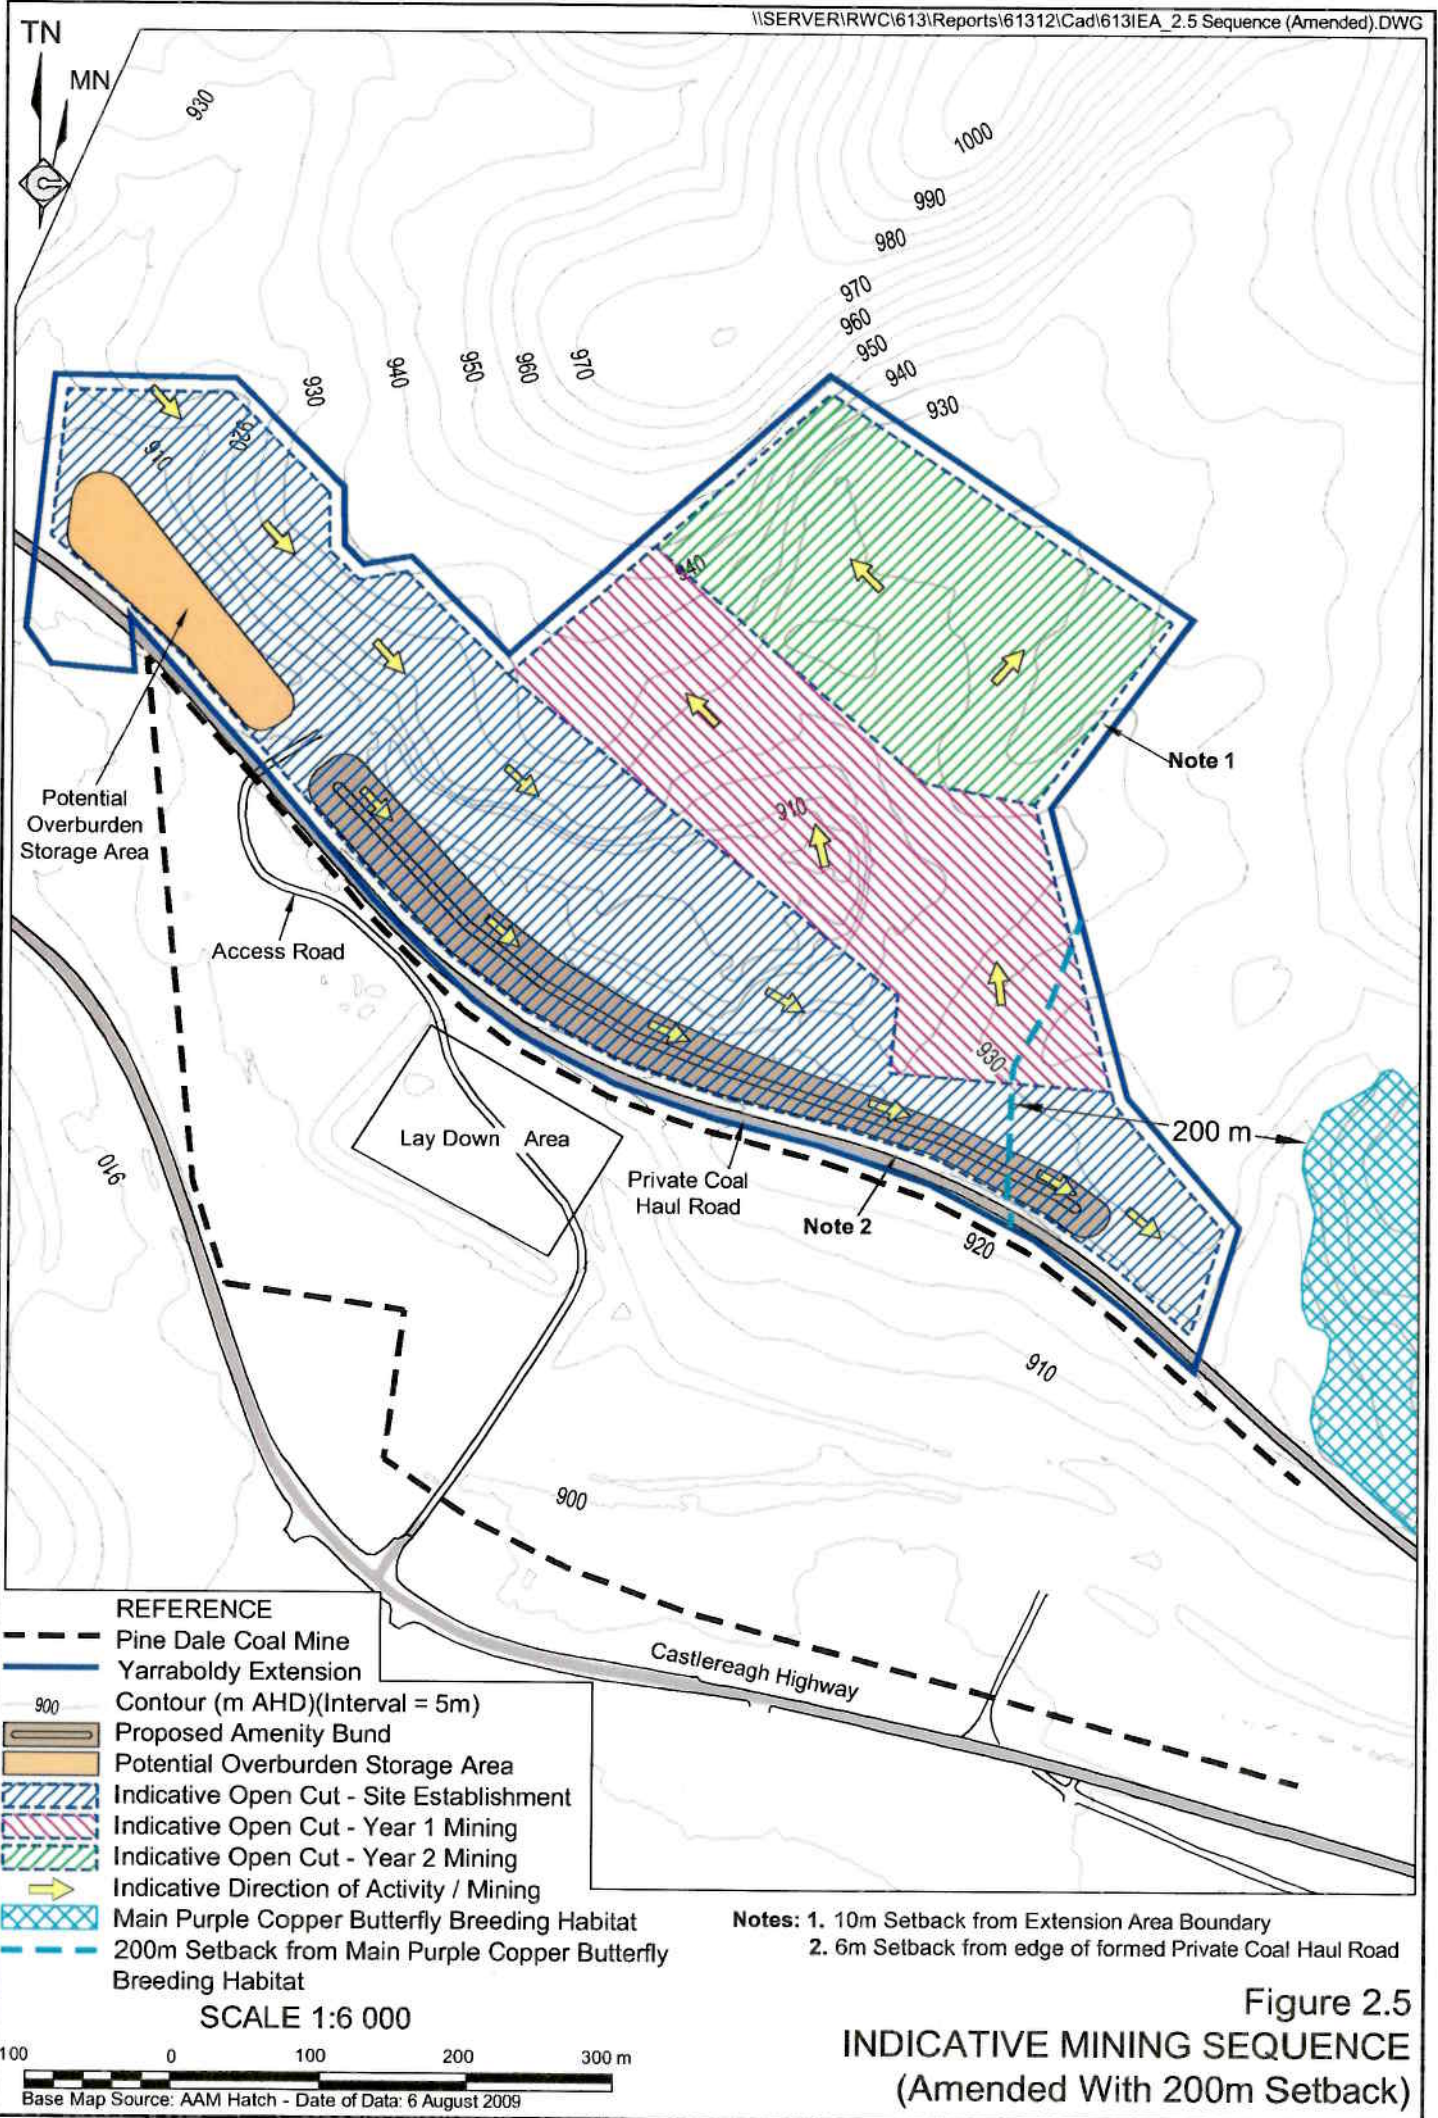 \\SERVER\RWC\613\Reports\61312\Cad\613IEA_2.5 Sequence (Amended).DWG
TN
MN
930
1000
990
980
970
960
950
940
930
930
940
950
960
970
920
910
940
910
930
Note 1
Potential
Overburden
Storage Area
Access Road
200 m
Lay Down Area
Private Coal
Haul Road
Note 2
920
910
910
900
Castlereagh Highway
REFERENCE
Pine Dale Coal Mine
Yarraboldy Extension
900 Contour (m AHD)(Interval = 5m)
Proposed Amenity Bund
Potential Overburden Storage Area
Indicative Open Cut - Site Establishment
Indicative Open Cut - Year 1 Mining
Indicative Open Cut - Year 2 Mining
Indicative Direction of Activity / Mining
Main Purple Copper Butterfly Breeding Habitat
200m Setback from Main Purple Copper Butterfly
Breeding Habitat
SCALE 1:6 000
100 0 100 200 300 m
Base Map Source: AAM Hatch - Date of Data: 6 August 2009
Notes: 1. 10m Setback from Extension Area Boundary
2. 6m Setback from edge of formed Private Coal Haul Road
Figure 2.5
INDICATIVE MINING SEQUENCE
(Amended With 200m Setback)